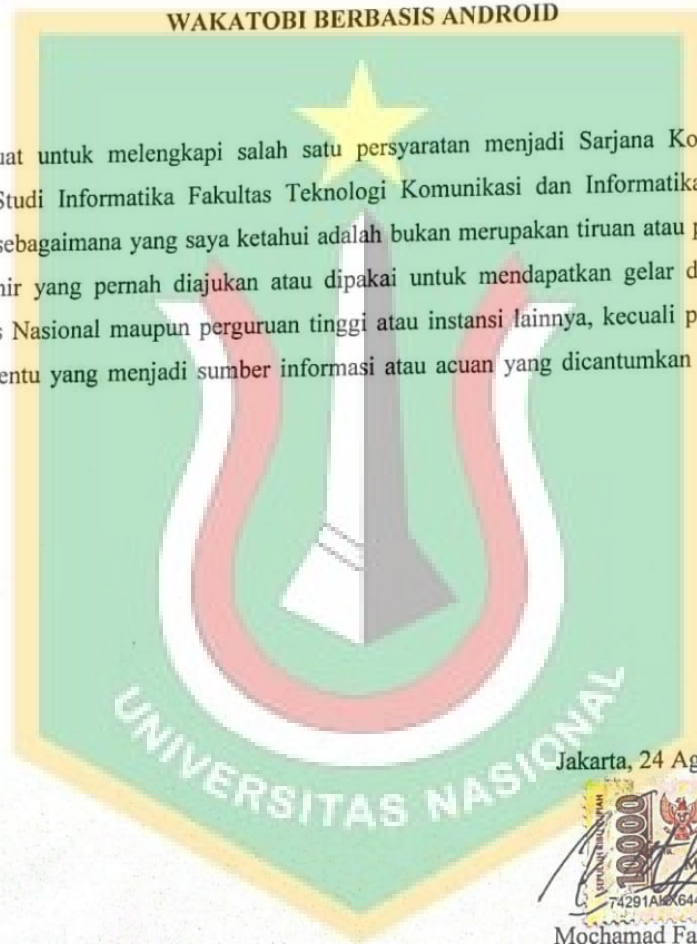 WAKATOBI BERBASIS ANDROID
uat untuk melengkapi salah satu persyaratan menjadi Sarjana Ko
Studi Informatika Fakultas Teknologi Komunikasi dan Informatika
sebagaimana yang saya ketahui adalah bukan merupakan tiruan atau p
hir yang pernah diajukan atau dipakai untuk mendapatkan gelar d
s Nasional maupun perguruan tinggi atau instansi lainnya, kecuali p
entu yang menjadi sumber informasi atau acuan yang dicantumkan
UNIVERSITAS NASIONAL
Jakarta, 24 Ag
SEPULUH RIBU RUPIAH
10000
Mochamad Fa